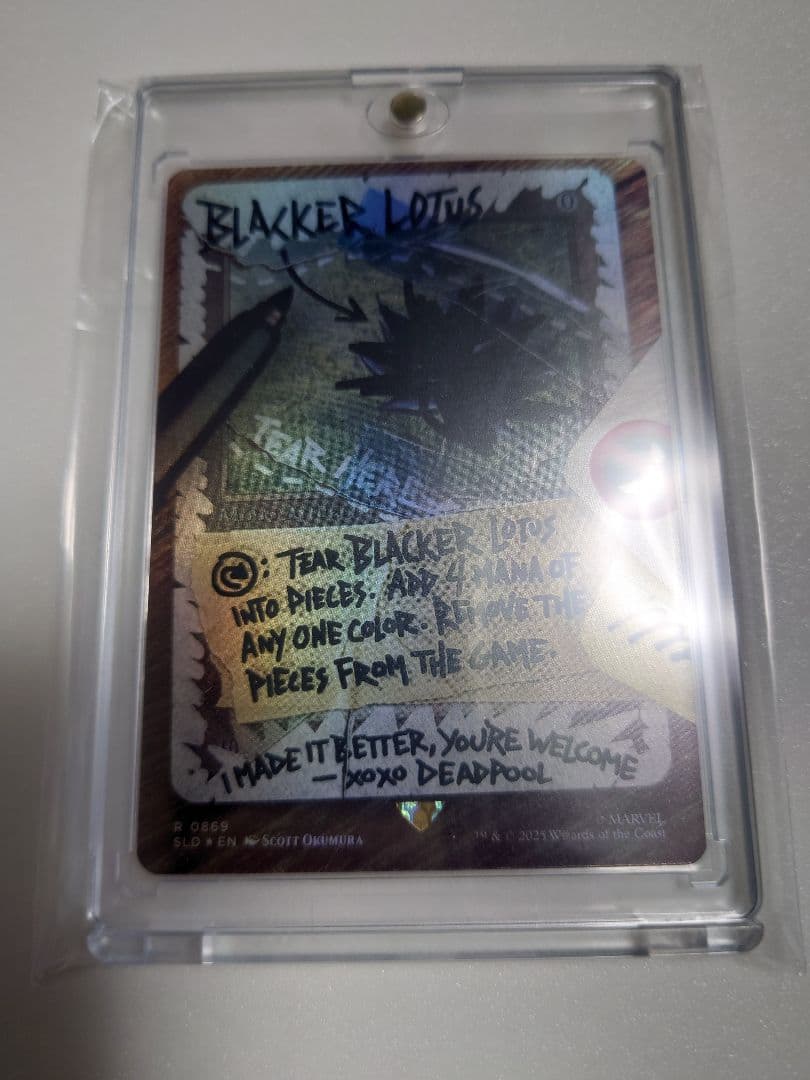 BLACKER LOTUS
0
TEAR HERE
: TEAR BLACKER LOTUS
INTO PIECES. ADD 4 MANA OF
ANY ONE COLOR. REMOVE THE
PIECES FROM THE GAME.
I MADE IT BETTER, YOU'RE WELCOME
— XOXO DEADPOOL
R 0869
SLD ★ EN SCOTT OKUMURA
© MARVEL
& © 2025 Wizards of the Coast